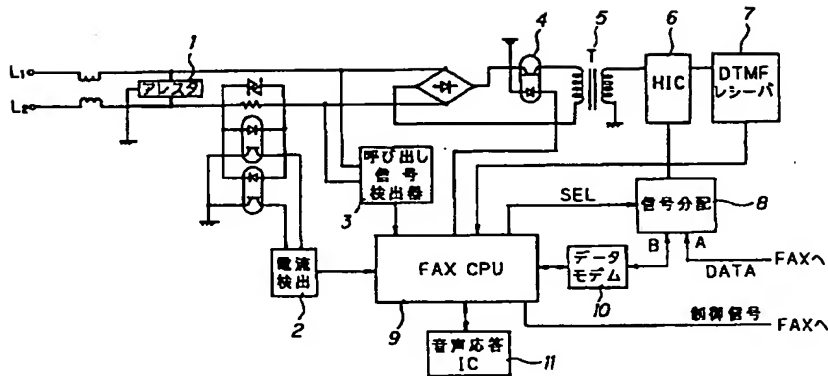 L₁
L₂
1
アレスタ
2
電流
検出
3
呼び出し
信号
検出器
4
5
T
6
HIC
7
DTMF
レシーバ
SEL
信号分配
8
B
A
FAX CPU
9
データ
モデム
10
DATA
FAXへ
制御信号
FAXへ
音声応答
IC
11